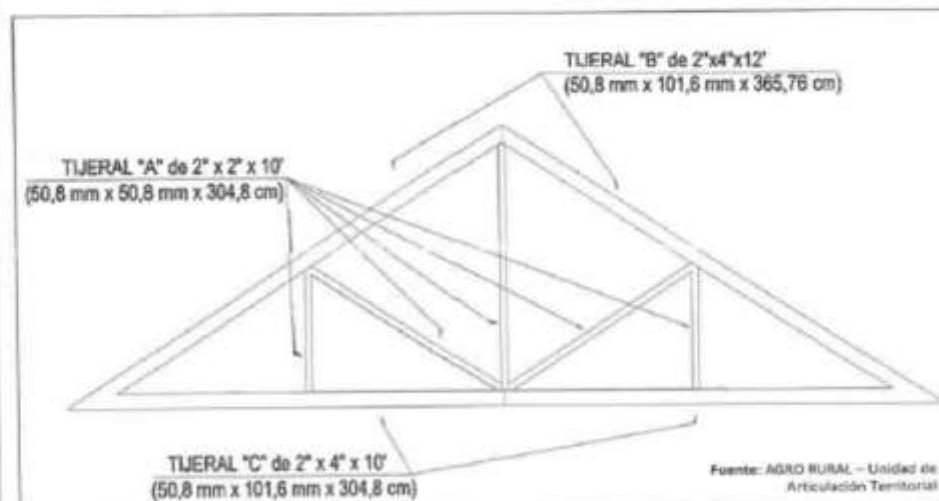 TIJERAL "B" de 2"x4"x12'
(50,8 mm x 101,6 mm x 365,76 cm)
TIJERAL "A" de 2" x 2" x 10'
(50,8 mm x 50,8 mm x 304,8 cm)
TIJERAL "C" de 2" x 4" x 10'
(50,8 mm x 101,6 mm x 304,8 cm)
Fuente: AGRO RURAL – Unidad de
Articulación Territorial